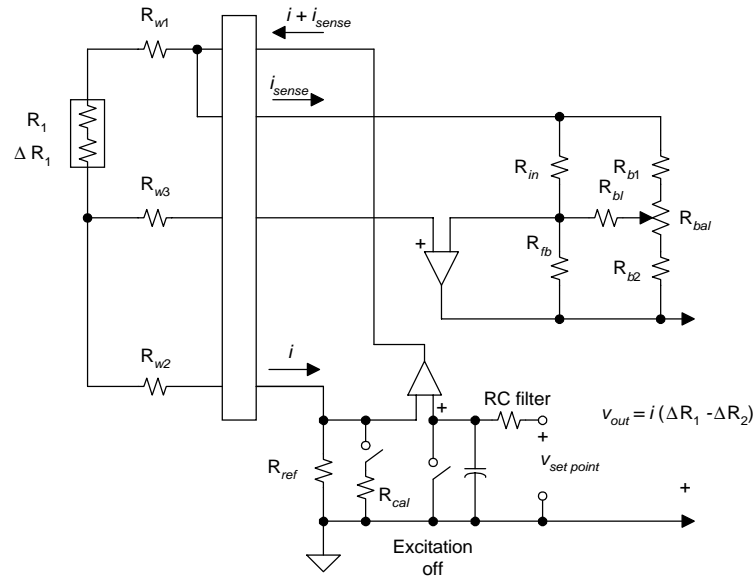 R_w1
i + i_sense
i_sense
R_1
Δ R_1
R_in
R_b1
R_w3
R_bl
R_bal
+
R_fb
R_b2
R_w2
i
RC filter
v_out = i (ΔR_1 - ΔR_2)
+
+
v_set point
R_ref
R_cal
+
Excitation
off